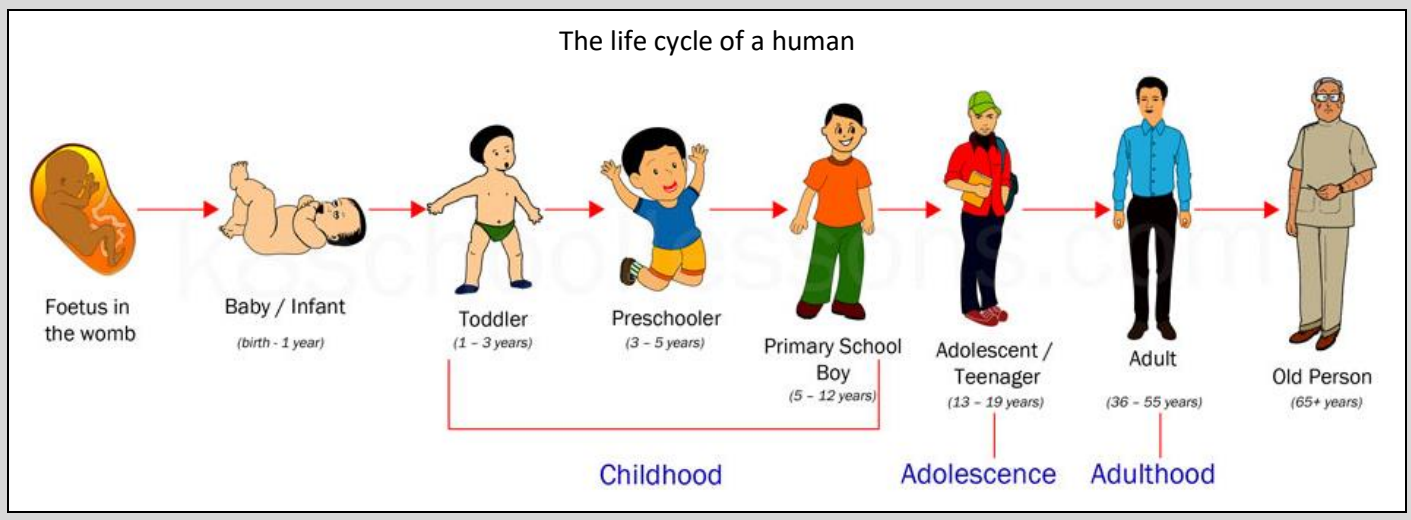 The life cycle of a human
Foetus in
the womb
Baby / Infant
(birth - 1 year)
Toddler
(1 – 3 years)
Preschooler
(3 – 5 years)
Primary School
Boy
(5 – 12 years)
Adolescent /
Teenager
(13 – 19 years)
Adult
(36 – 55 years)
Old Person
(65+ years)
Childhood
Adolescence
Adulthood